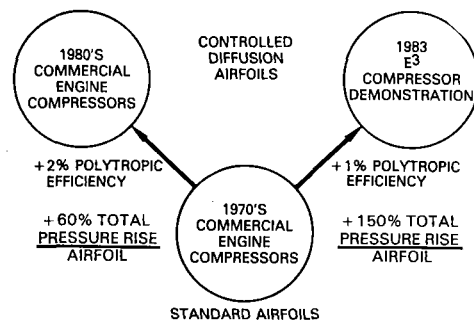 1980'S
COMMERCIAL
ENGINE
COMPRESSORS
CONTROLLED
DIFFUSION
AIRFOILS
1983
E³
COMPRESSOR
DEMONSTRATION
+2% POLYTROPIC
EFFICIENCY
+60% TOTAL
PRESSURE RISE
AIRFOIL
1970'S
COMMERCIAL
ENGINE
COMPRESSORS
+1% POLYTROPIC
EFFICIENCY
+150% TOTAL
PRESSURE RISE
AIRFOIL
STANDARD AIRFOILS